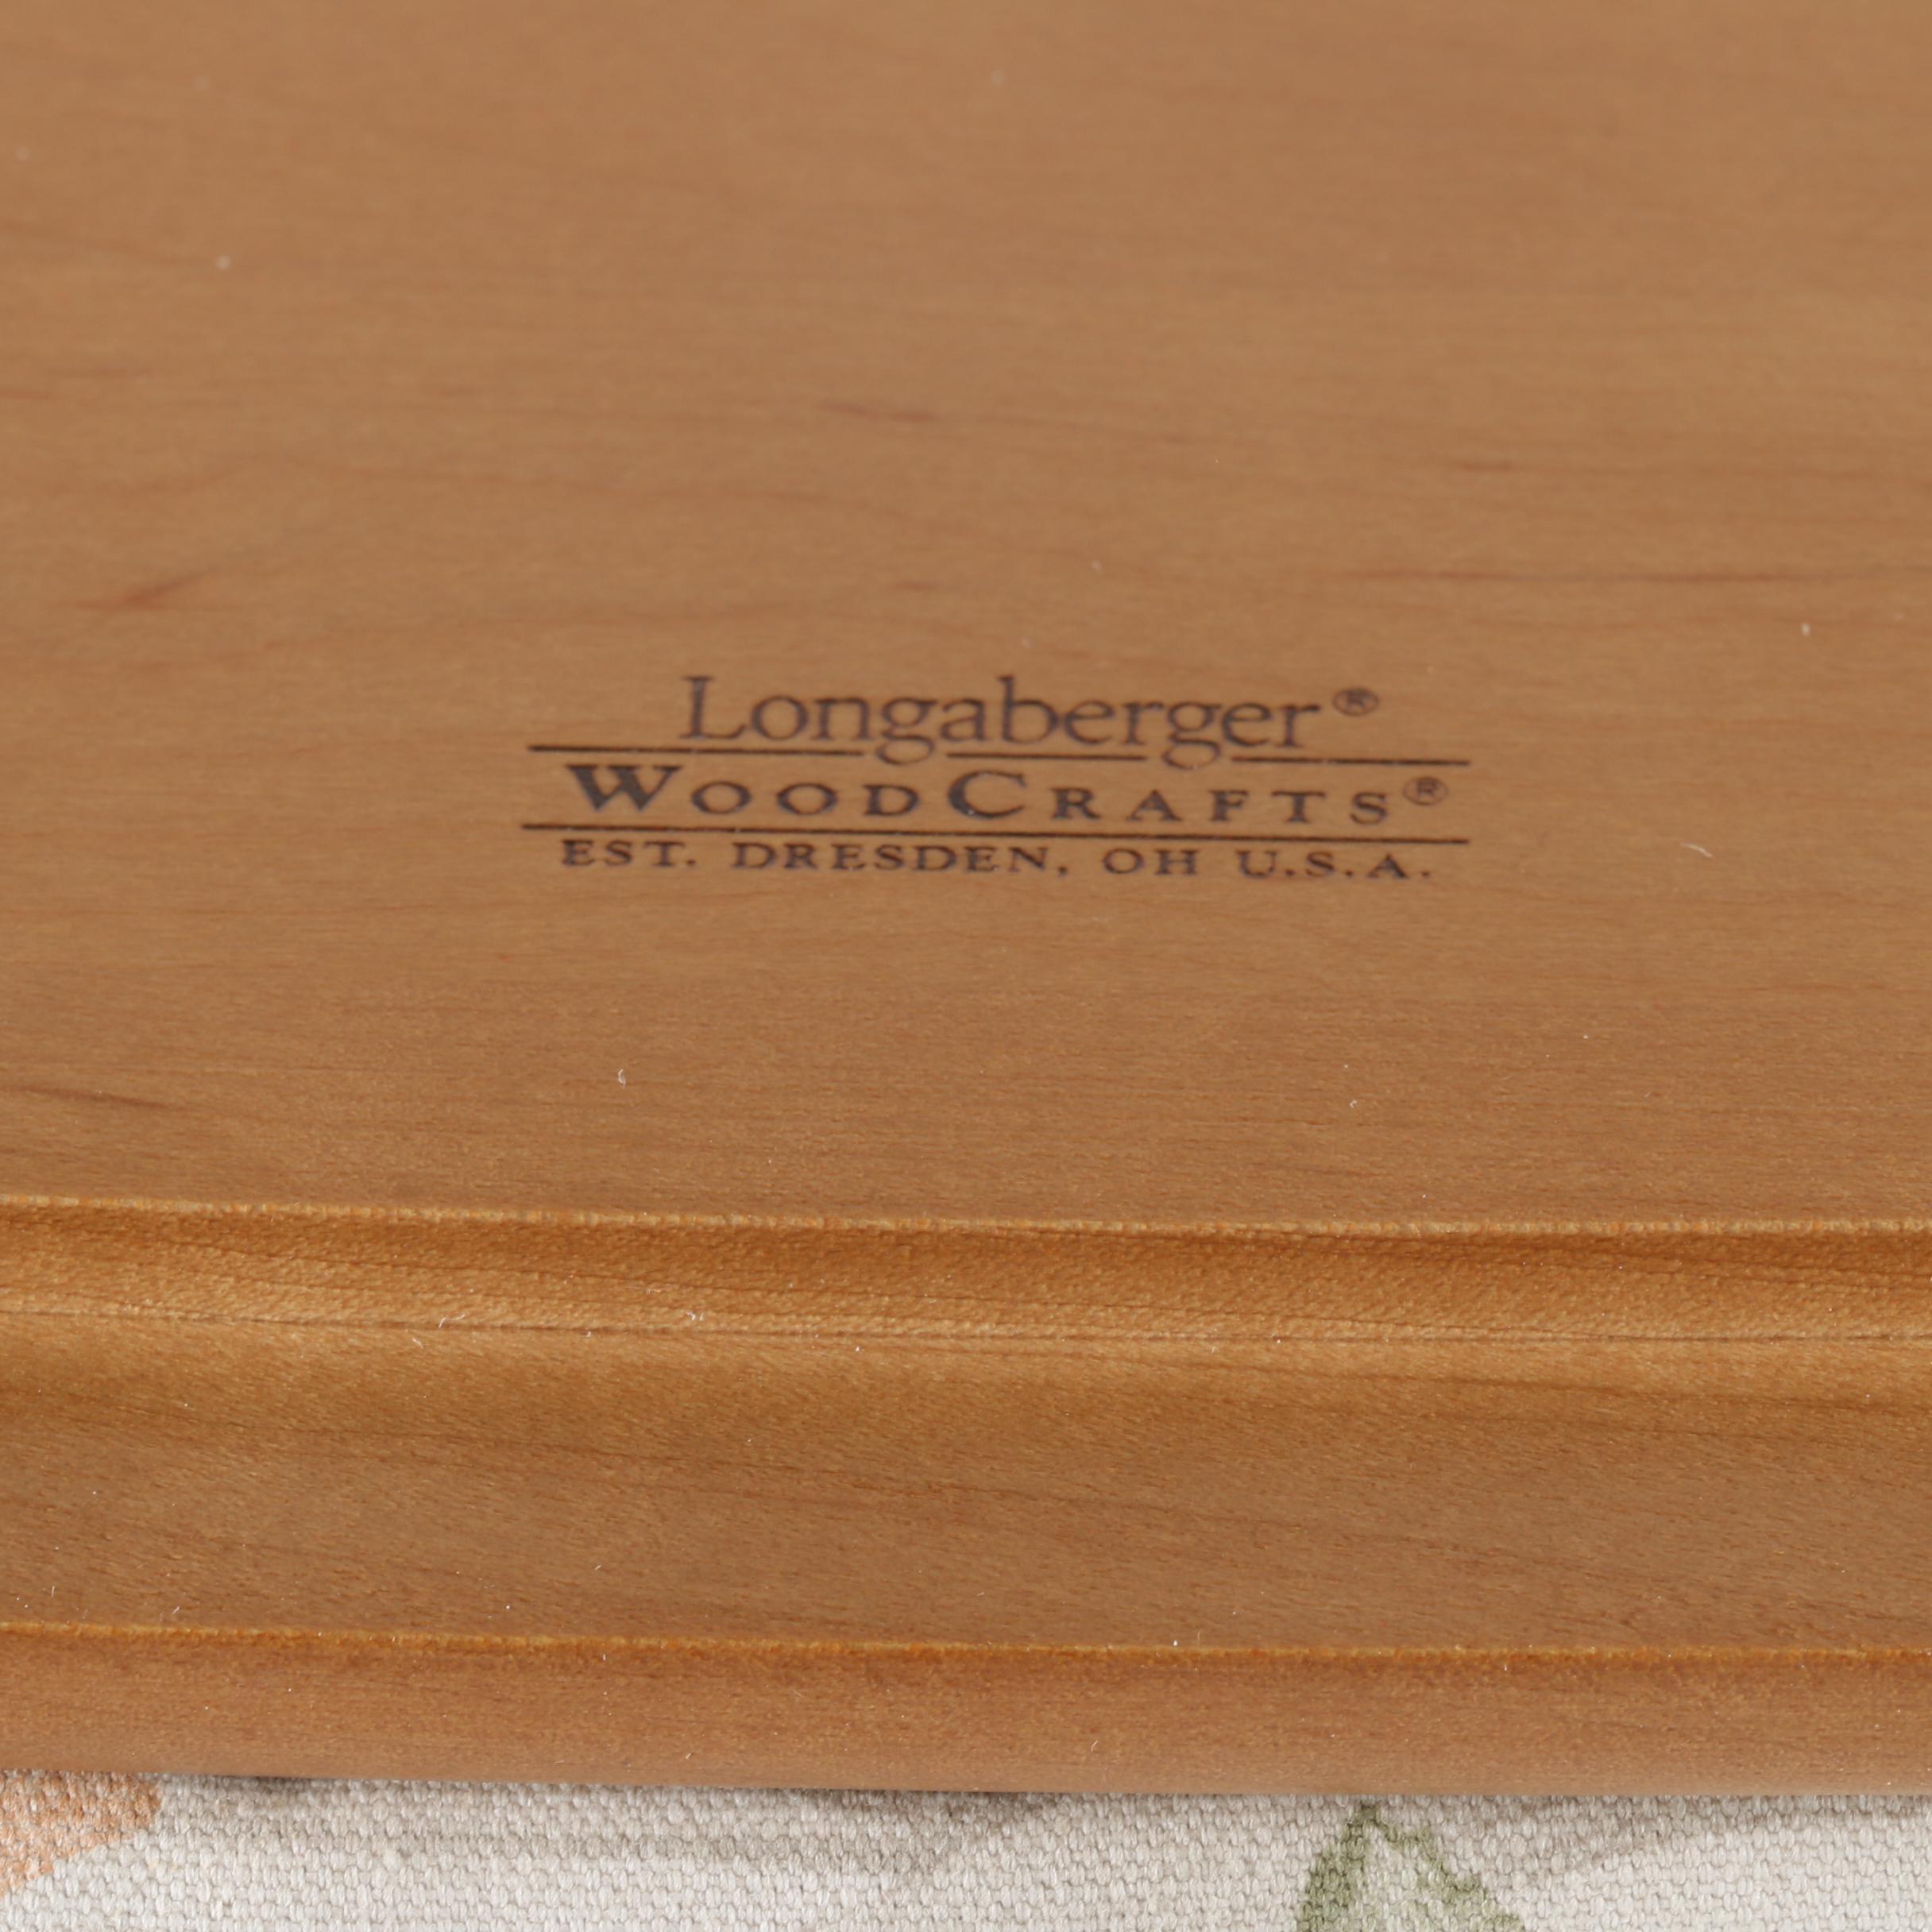 Longaberger®
WOODCRAFTS®
EST. DRESDEN, OH U.S.A.